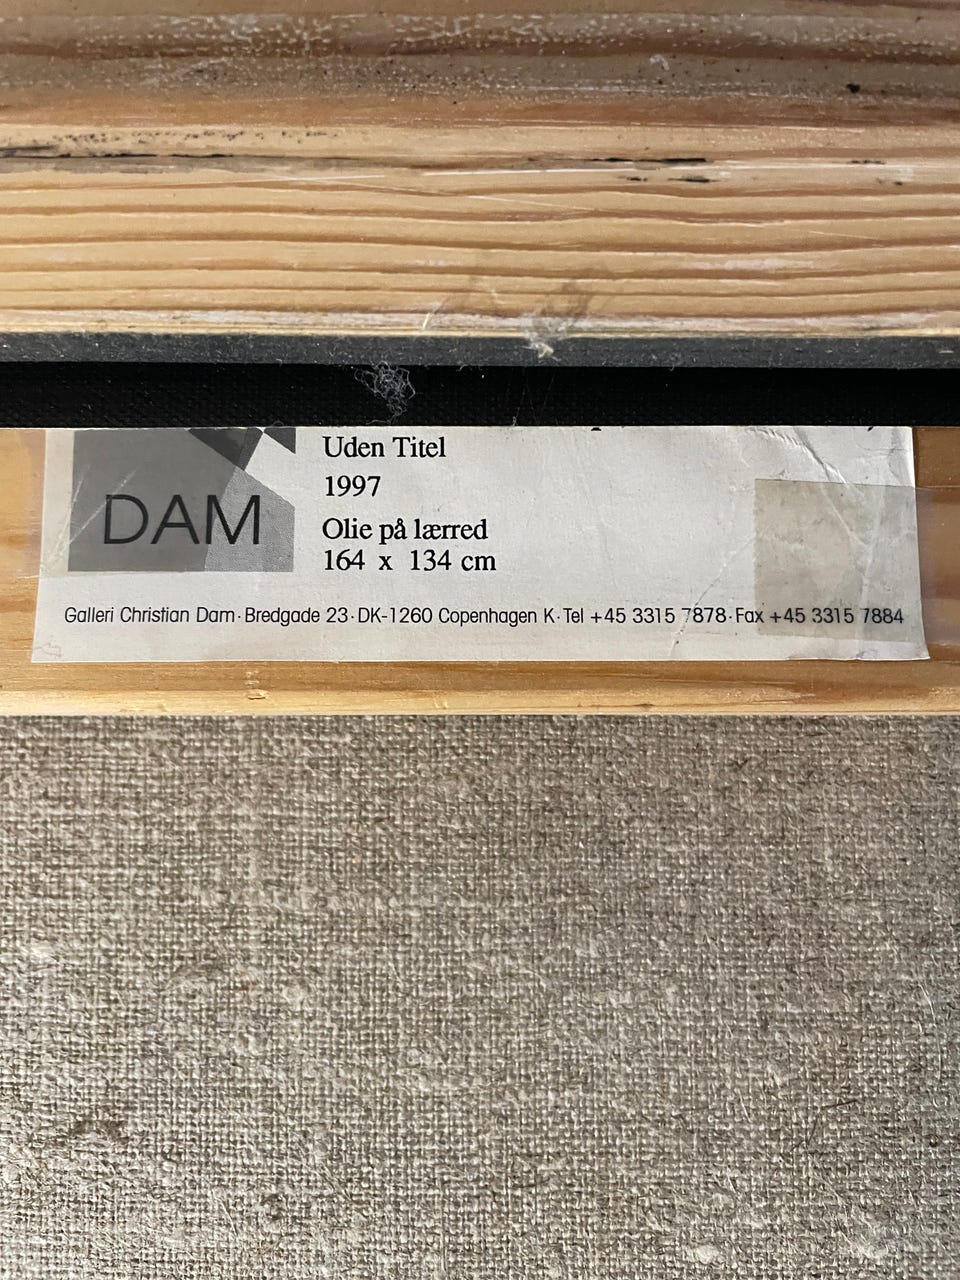 Uden Titel
1997
DAM
Olie på lærred
164 x 134 cm
Galleri Christian Dam · Bredgade 23 · DK-1260 Copenhagen K · Tel +45 3315 7878 · Fax +45 3315 7884